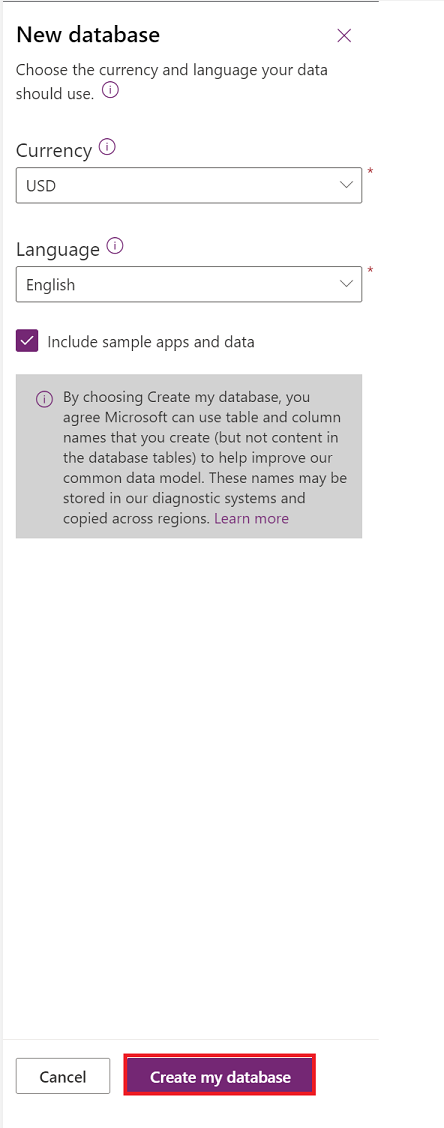 New database
Choose the currency and language your data
should use.
Currency
*
USD
Language
*
English
Include sample apps and data
By choosing Create my database, you
agree Microsoft can use table and column
names that you create (but not content in
the database tables) to help improve our
common data model. These names may be
stored in our diagnostic systems and
copied across regions. Learn more
Cancel
Create my database